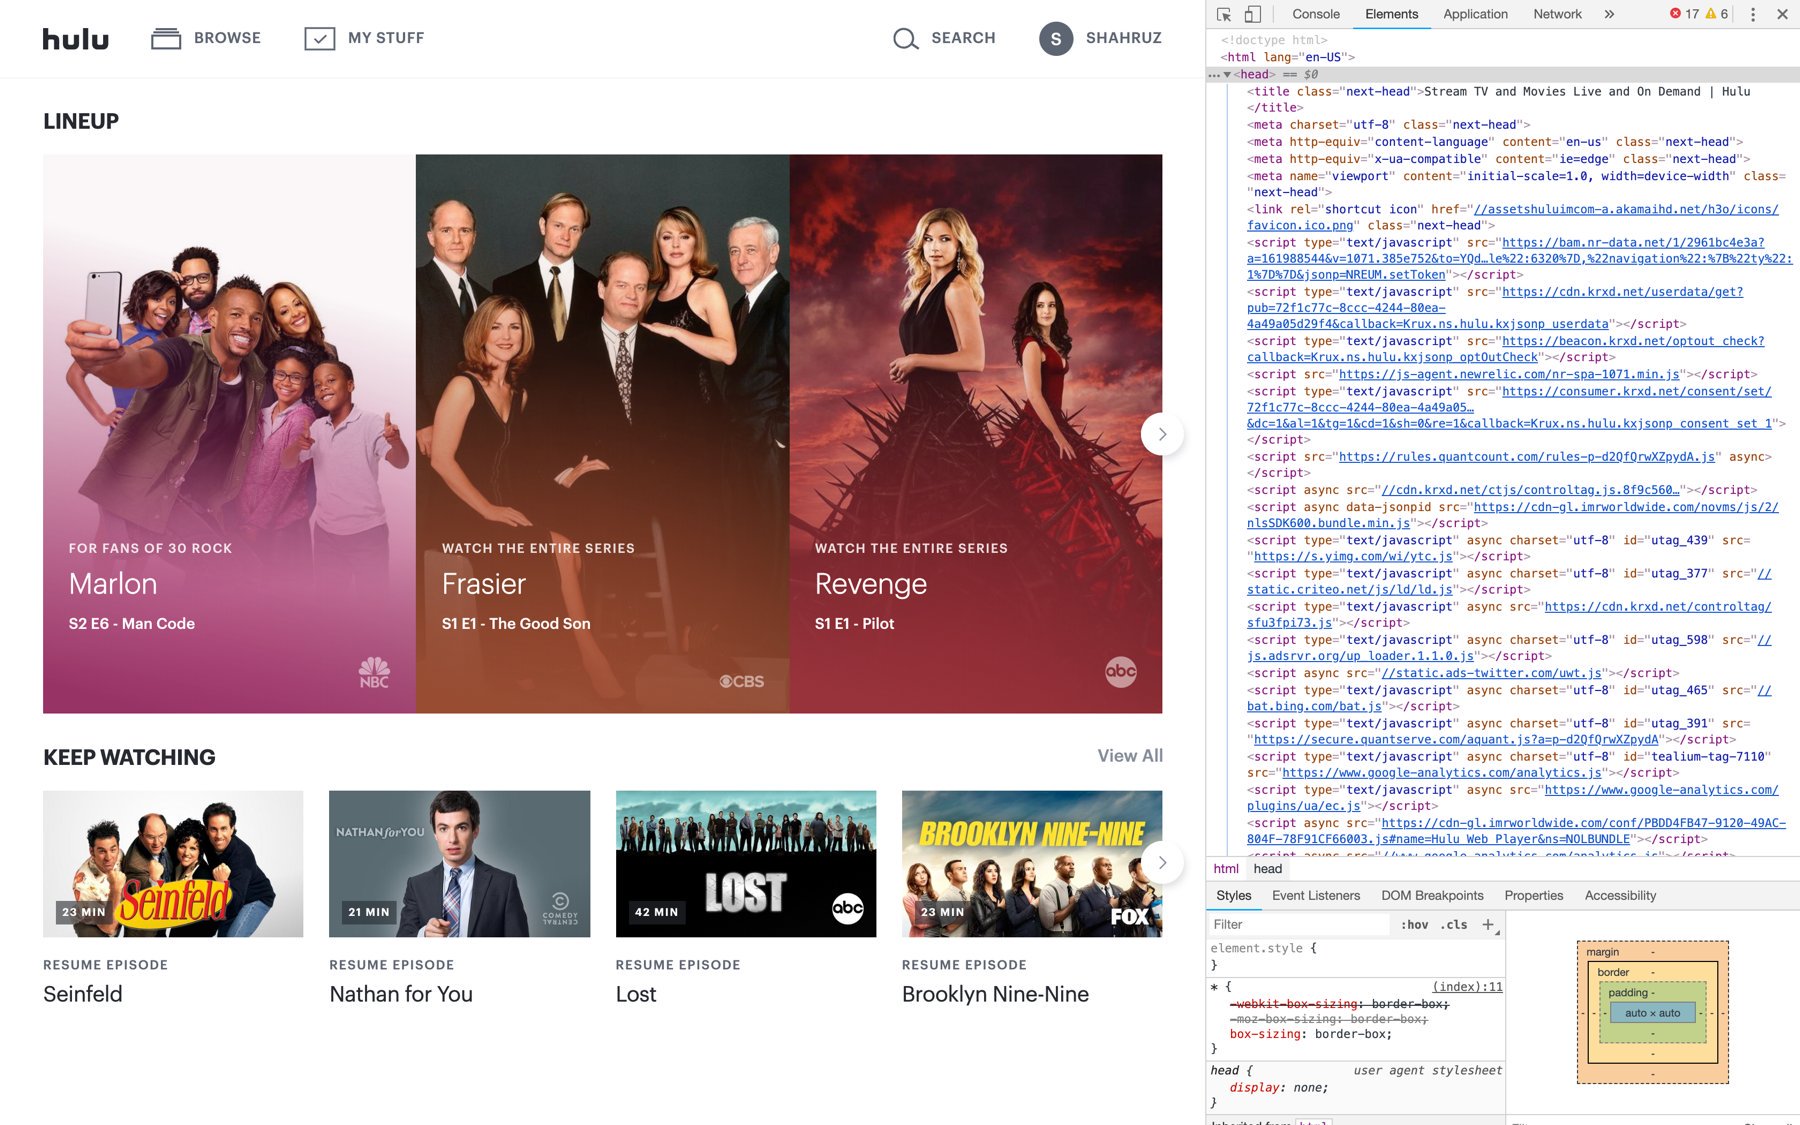 hulu
BROWSE
MY STUFF
SEARCH
S
SHAHRUZ
LINEUP
FOR FANS OF 30 ROCK
Marlon
S2 E6 - Man Code
NBC
WATCH THE ENTIRE SERIES
Frasier
S1 E1 - The Good Son
CBS
WATCH THE ENTIRE SERIES
Revenge
S1 E1 - Pilot
abc
KEEP WATCHING
View All
Seinfeld
23 MIN
RESUME EPISODE
Seinfeld
NATHAN for YOU
21 MIN
COMEDY
CENTRAL
RESUME EPISODE
Nathan for You
LOST
42 MIN
abc
RESUME EPISODE
Lost
BROOKLYN NINE-NINE
23 MIN
FOX
RESUME EPISODE
Brooklyn Nine-Nine
Console
Elements
Application
Network
»
17
6
<!doctype html>
<html lang="en-US">
<head> == $0
<title class="next-head">Stream TV and Movies Live and On Demand | Hulu
</title>
<meta charset="utf-8" class="next-head">
<meta http-equiv="content-language" content="en-us" class="next-head">
<meta http-equiv="x-ua-compatible" content="ie=edge" class="next-head">
<meta name="viewport" content="initial-scale=1.0, width=device-width" class=
"next-head">
<link rel="shortcut icon" href="//assetshuluimcom-a.akamaihd.net/h3o/icons/
favicon.ico.png" class="next-head">
<script type="text/javascript" src="https://bam.nr-data.net/1/2961bc4e3a?
a=161988544&v=1071.385e752&to=YQd…le%22:6320%7D,%22navigation%22:%7B%22ty%22:
1%7D%7D&jsonp=NREUM.setToken"></script>
<script type="text/javascript" src="https://cdn.krxd.net/userdata/get?
pub=72f1c77c-8ccc-4244-80ea-
4a49a05d29f4&callback=Krux.ns.hulu.kxjsonp_userdata"></script>
<script type="text/javascript" src="https://beacon.krxd.net/optout_check?
callback=Krux.ns.hulu.kxjsonp_optOutCheck"></script>
<script src="https://js-agent.newrelic.com/nr-spa-1071.min.js"></script>
<script type="text/javascript" src="https://consumer.krxd.net/consent/set/
72f1c77c-8ccc-4244-80ea-4a49a05…
&dc=1&al=1&tg=1&cd=1&sh=0&re=1&callback=Krux.ns.hulu.kxjsonp_consent_set_1">
</script>
<script src="https://rules.quantcount.com/rules-p-d2QfQrwXZpydA.js" async>
</script>
<script async src="//cdn.krxd.net/ctjs/controltag.js.8f9c560…"></script>
<script async data-jsonpid src="https://cdn-gl.imrworldwide.com/novms/js/2/
nlsSDK600.bundle.min.js"></script>
<script type="text/javascript" async charset="utf-8" id="utag_439" src=
"https://s.yimg.com/wi/ytc.js"></script>
<script type="text/javascript" async charset="utf-8" id="utag_377" src="//
static.criteo.net/js/ld/ld.js"></script>
<script type="text/javascript" async src="https://cdn.krxd.net/controltag/
sfu3fpi73.js"></script>
<script type="text/javascript" async charset="utf-8" id="utag_598" src="//
js.adsrvr.org/up_loader.1.1.0.js"></script>
<script async src="//static.ads-twitter.com/uwt.js"></script>
<script type="text/javascript" async charset="utf-8" id="utag_465" src="//
bat.bing.com/bat.js"></script>
<script type="text/javascript" async charset="utf-8" id="utag_391" src=
"https://secure.quantserve.com/aquant.js?a=p-d2QfQrwXZpydA"></script>
<script type="text/javascript" async charset="utf-8" id="tealium-tag-7110"
src="https://www.google-analytics.com/analytics.js"></script>
<script type="text/javascript" async src="https://www.google-analytics.com/
plugins/ua/ec.js"></script>
<script async src="https://cdn-gl.imrworldwide.com/conf/PBDD4FB47-9120-49AC-
804F-78F91CF66003.js#name=Hulu_Web_Player&ns=NOLBUNDLE"></script>
<script async src="//www.google-analytics.com/analytics.js"></script>
html head
Styles
Event Listeners
DOM Breakpoints
Properties
Accessibility
Filter
:hov .cls +
element.style {
}
* {
(index):11
-webkit-box-sizing: border-box;
-moz-box-sizing: border-box;
box-sizing: border-box;
}
head {
user agent stylesheet
display: none;
}
Inherited from html
margin -
border -
padding -
auto × auto